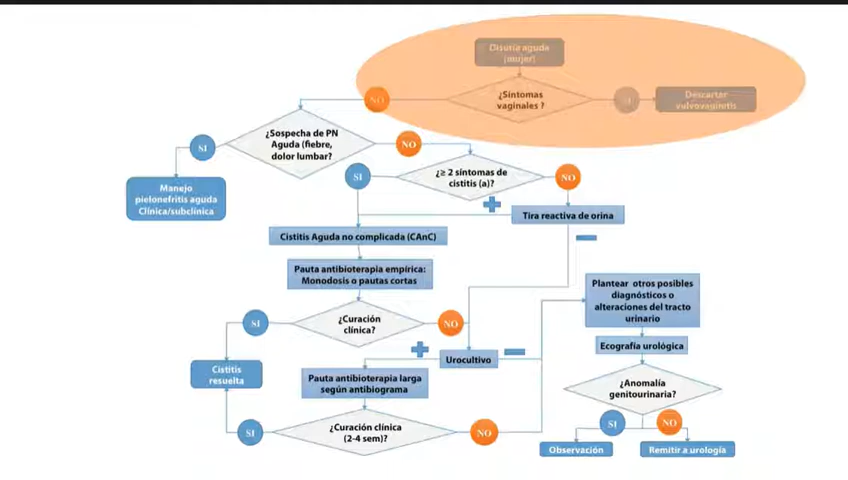 Disuria aguda
(mujer)
¿Síntomas
vaginales ?
NO
SI
Descartar
vulvovaginitis
¿Sospecha de PN
Aguda (fiebre,
dolor lumbar?
SI
NO
Manejo
pielonefritis aguda
Clínica/subclínica
¿≥ 2 síntomas de
cistitis (a)?
SI
NO
Tira reactiva de orina
Cistitis Aguda no complicada (CAnC)
Pauta antibioterapia empírica:
Monodosis o pautas cortas
¿Curación
clínica?
SI
NO
Cistitis
resuelta
Urocultivo
Pauta antibioterapia larga
según antibiograma
¿Curación clínica
(2-4 sem)?
SI
NO
Plantear otros posibles
diagnósticos o
alteraciones del tracto
urinario
Ecografía urológica
¿Anomalía
genitourinaria?
SI
NO
Observación
Remitir a urología